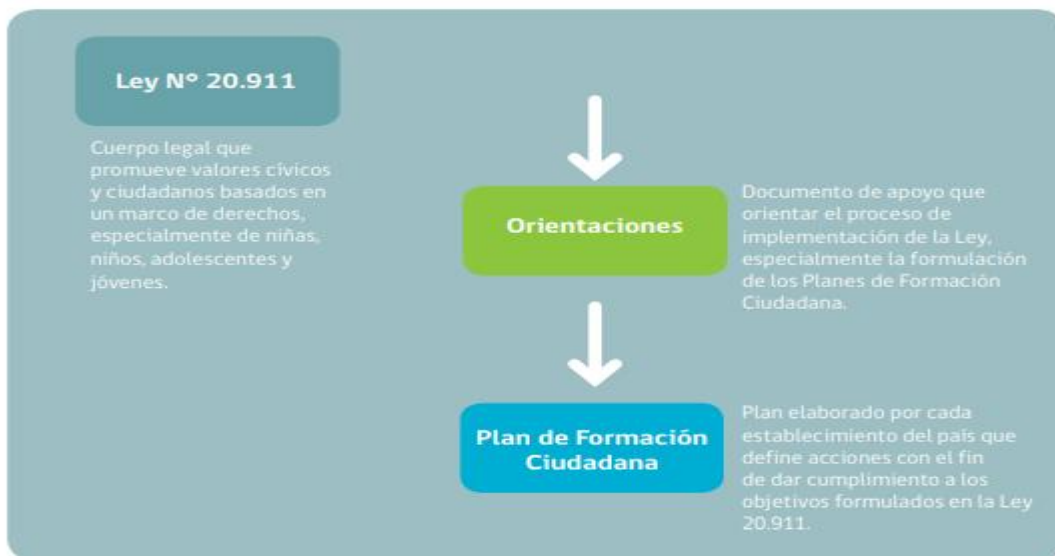 Ley N° 20.911
Cuerpo legal que
promueve valores cívicos
y ciudadanos basados en
un marco de derechos,
especialmente de niñas,
niños, adolescentes y
jóvenes.
Orientaciones
Documento de apoyo que
orientar el proceso de
implementación de la Ley,
especialmente la formulación
de los Planes de Formación
Ciudadana.
Plan de Formación
Ciudadana
Plan elaborado por cada
establecimiento del país que
define acciones con el fin
de dar cumplimiento a los
objetivos formulados en la Ley
20.911.